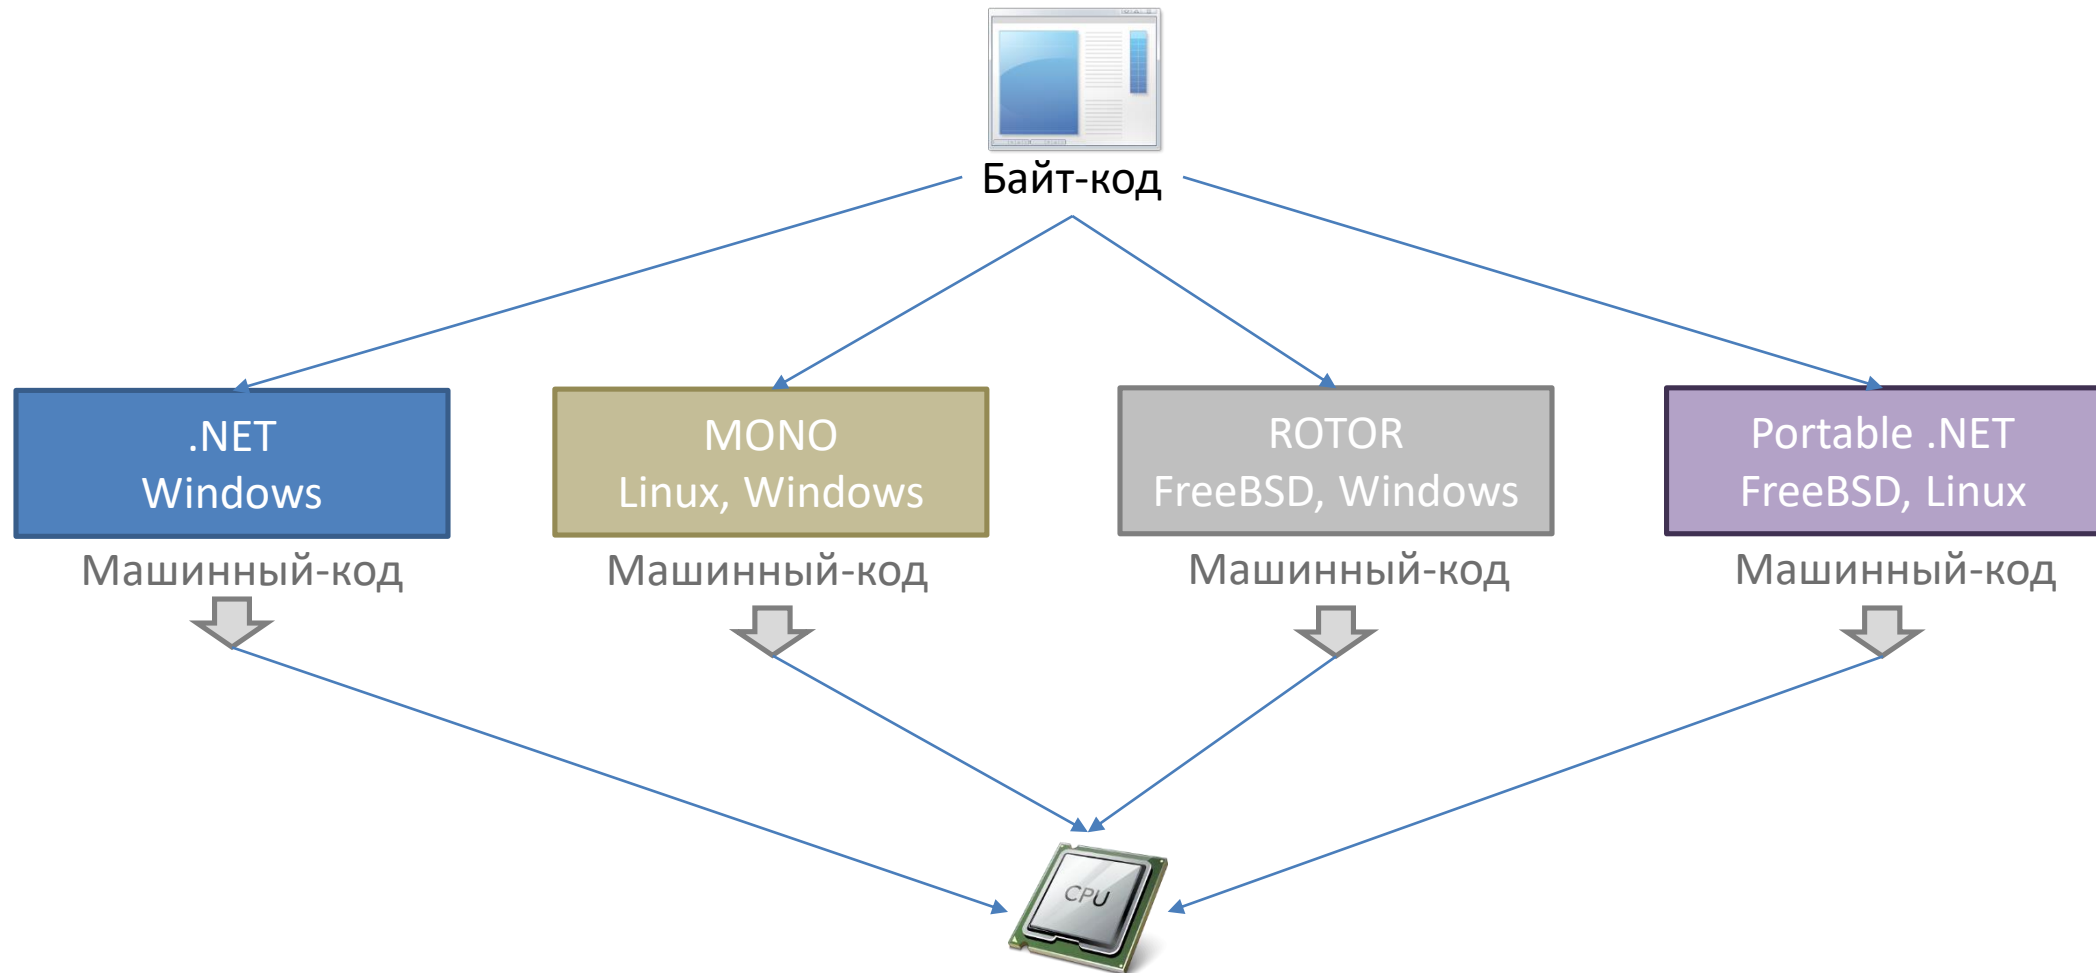 Байт-код
.NET
Windows
MONO
Linux, Windows
ROTOR
FreeBSD, Windows
Portable .NET
FreeBSD, Linux
Машинный-код
Машинный-код
Машинный-код
Машинный-код
CPU